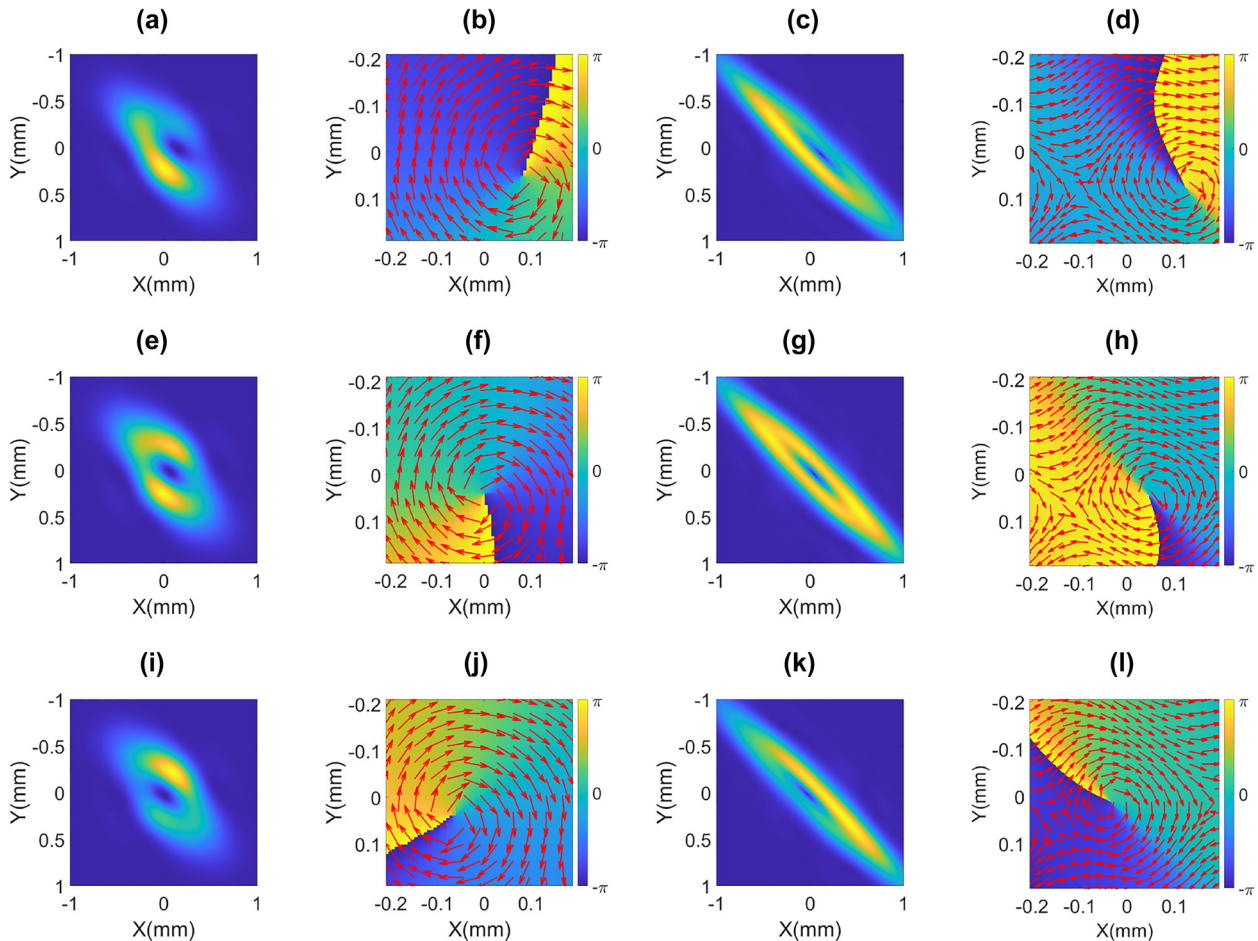 (a) (b) (c) (d)
-1 -0.2 π -1 -0.2 π
-0.5 -0.1 -0.5 -0.1
Y(mm) 0 Y(mm) 0 0 Y(mm) 0 Y(mm) 0 0
0.5 0.1 0.5 0.1
1 -π 1 -π
-1 0 1 -0.2 -0.1 0 0.1 -1 0 1 -0.2 -0.1 0 0.1
X(mm) X(mm) X(mm) X(mm)
(e) (f) (g) (h)
-1 -0.2 π -1 -0.2 π
-0.5 -0.1 -0.5 -0.1
Y(mm) 0 Y(mm) 0 0 Y(mm) 0 Y(mm) 0 0
0.5 0.1 0.5 0.1
1 -π 1 -π
-1 0 1 -0.2 -0.1 0 0.1 -1 0 1 -0.2 -0.1 0 0.1
X(mm) X(mm) X(mm) X(mm)
(i) (j) (k) (l)
-1 -0.2 π -1 -0.2 π
-0.5 -0.1 -0.5 -0.1
Y(mm) 0 Y(mm) 0 0 Y(mm) 0 Y(mm) 0 0
0.5 0.1 0.5 0.1
1 -π 1 -π
-1 0 1 -0.2 -0.1 0 0.1 -1 0 1 -0.2 -0.1 0 0.1
X(mm) X(mm) X(mm) X(mm)